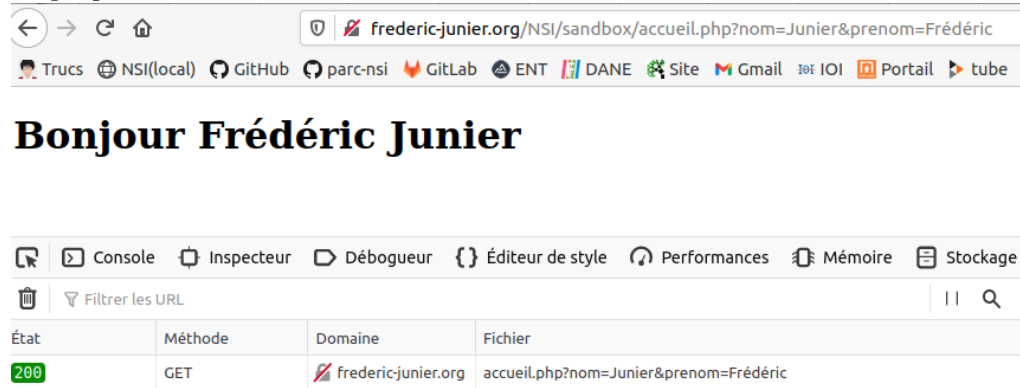 frederic-junier.org/NSI/sandbox/accueil.php?nom=Junier&prenom=Frédéric
Trucs NSI(local) GitHub parc-nsi GitLab ENT DANE Site Gmail IOI Portail tube
Bonjour Frédéric Junier
Console Inspecteur Débogueur Éditeur de style Performances Mémoire Stockage
Filtrer les URL
État Méthode Domaine Fichier
200 GET frederic-junier.org accueil.php?nom=Junier&prenom=Frédéric